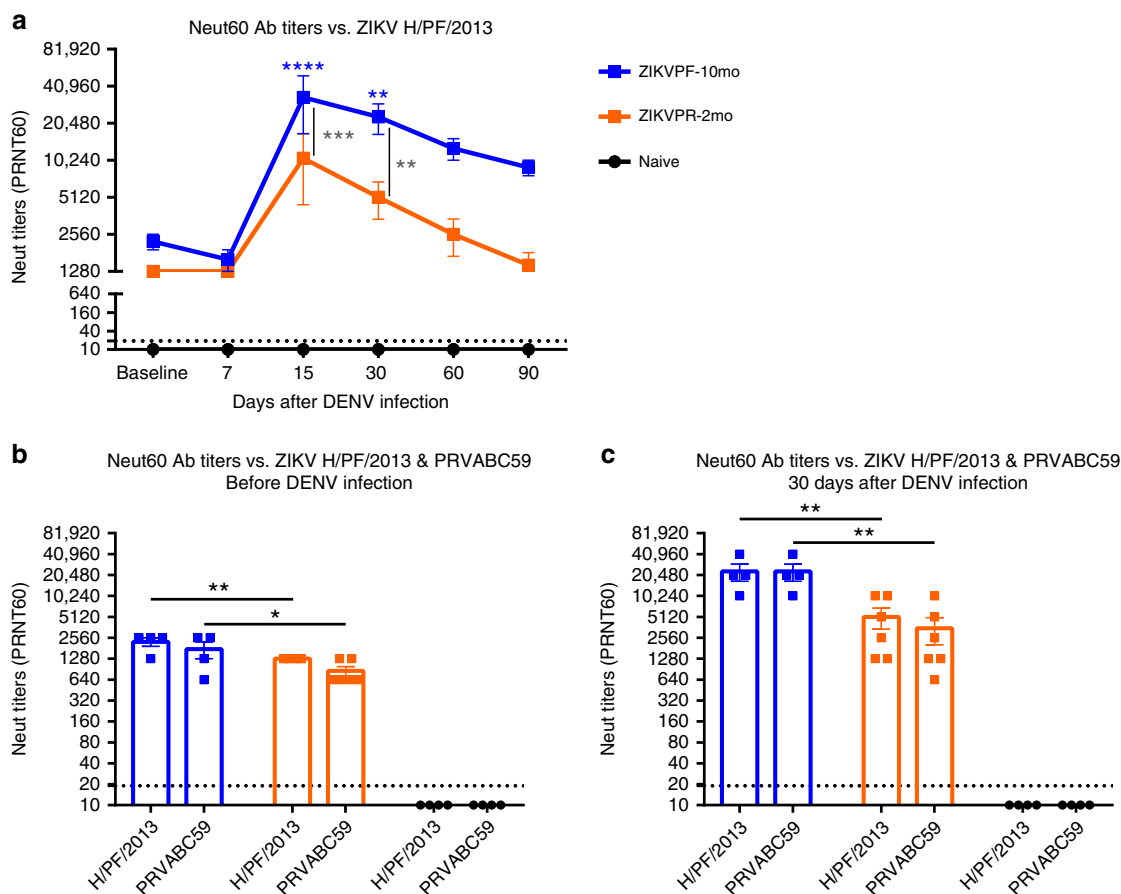 a
Neut60 Ab titers vs. ZIKV H/PF/2013
81,920
40,960
20,480
10,240
5120
2560
1280
640
160
40
10
Neut titers (PRNT60)
****
**
***
**
Baseline 7 15 30 60 90
Days after DENV infection
ZIKVPF-10mo
ZIKVPR-2mo
Naive
b
Neut60 Ab titers vs. ZIKV H/PF/2013 & PRVABC59
Before DENV infection
81,920
40,960
20,480
10,240
5120
2560
1280
640
320
160
80
40
20
10
Neut titers (PRNT60)
**
*
H/PF/2013
PRVABC59
H/PF/2013
PRVABC59
H/PF/2013
PRVABC59
c
Neut60 Ab titers vs. ZIKV H/PF/2013 & PRVABC59
30 days after DENV infection
81,920
40,960
20,480
10,240
5120
2560
1280
640
320
160
80
40
20
10
Neut titers (PRNT60)
**
**
H/PF/2013
PRVABC59
H/PF/2013
PRVABC59
H/PF/2013
PRVABC59